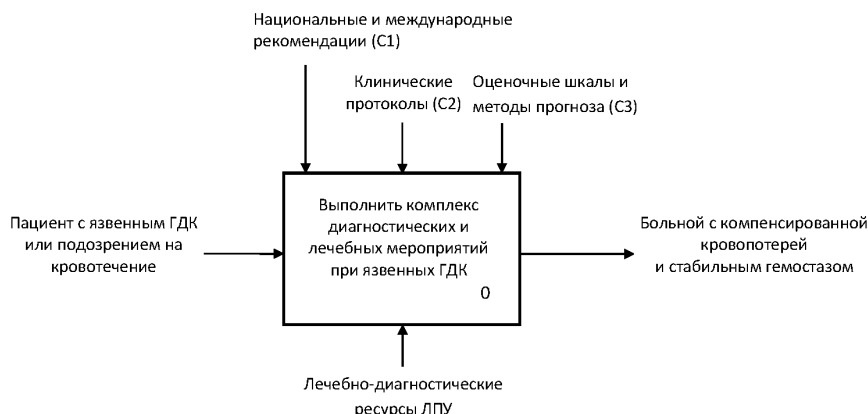 Национальные и международные
рекомендации (С1)
Клинические
протоколы (С2)
Оценочные шкалы и
методы прогноза (С3)
Пациент с язвенным ГДК
или подозрением на
кровотечение
Выполнить комплекс
диагностических и
лечебных мероприятий
при язвенных ГДК
0
Больной с компенсированной
кровопотерей
и стабильным гемостазом
Лечебно-диагностические
ресурсы ЛПУ